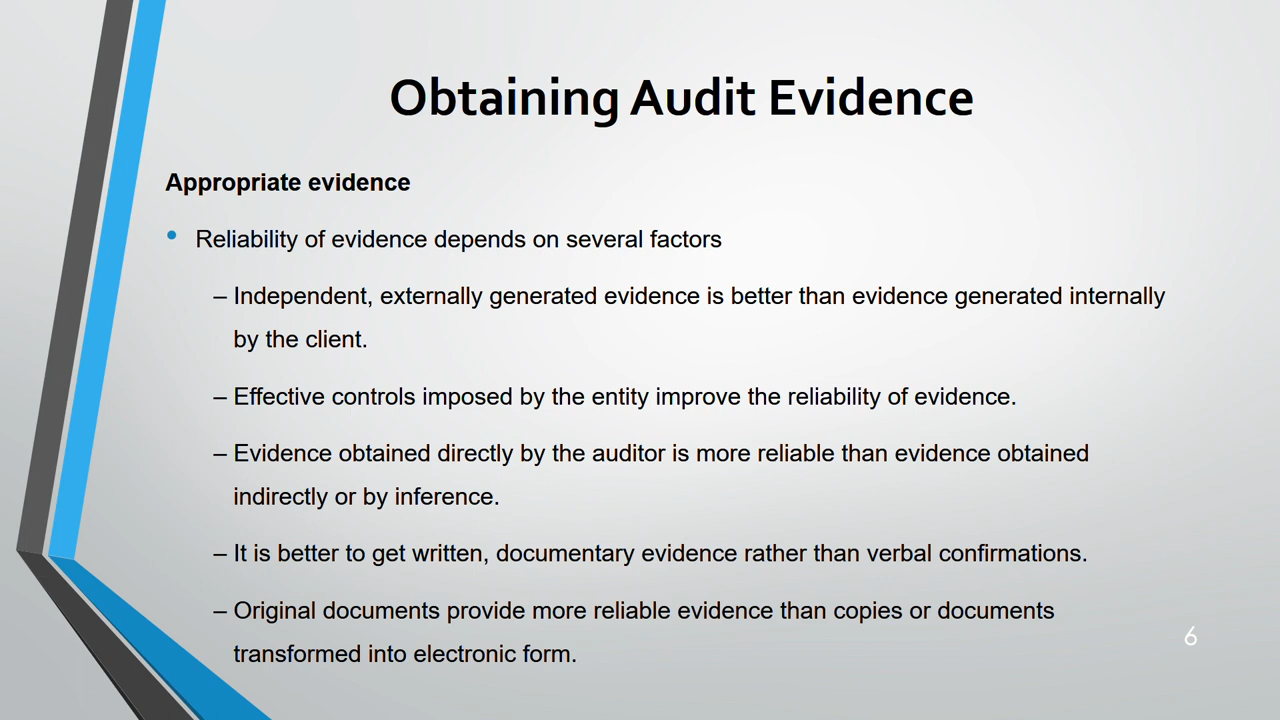 Obtaining Audit Evidence
Appropriate evidence
• Reliability of evidence depends on several factors
– Independent, externally generated evidence is better than evidence generated internally
by the client.
– Effective controls imposed by the entity improve the reliability of evidence.
– Evidence obtained directly by the auditor is more reliable than evidence obtained
indirectly or by inference.
– It is better to get written, documentary evidence rather than verbal confirmations.
– Original documents provide more reliable evidence than copies or documents
transformed into electronic form.
6